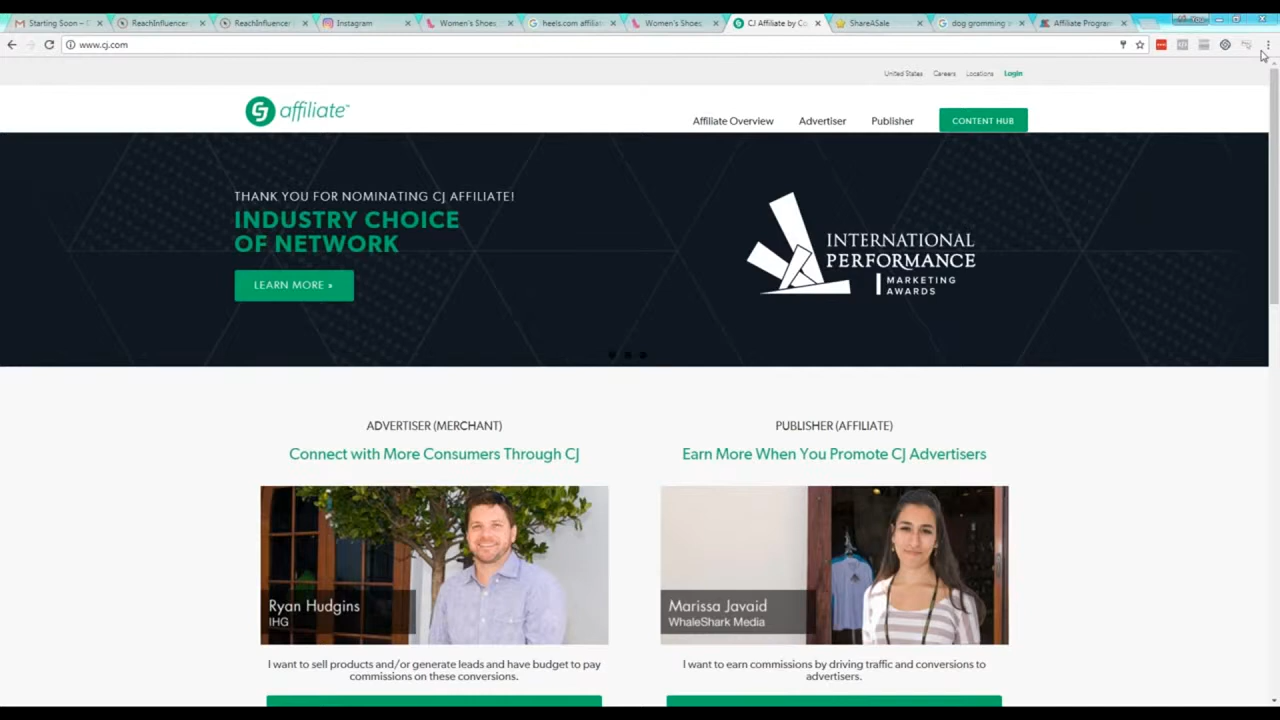 Starting Soon –
ReachInfluencer
ReachInfluencer
Instagram
Women's Shoes,
heels.com affilia
Women's Shoes,
CJ Affiliate by Co
ShareASale
dog gromming p
Affiliate Progra
www.cj.com
United States
Careers
Locations
Login
CJ affiliate
Affiliate Overview
Advertiser
Publisher
CONTENT HUB
THANK YOU FOR NOMINATING CJ AFFILIATE!
INDUSTRY CHOICE
OF NETWORK
LEARN MORE »
INTERNATIONAL
PERFORMANCE
MARKETING
AWARDS
ADVERTISER (MERCHANT)
Connect with More Consumers Through CJ
Ryan Hudgins
IHG
I want to sell products and/or generate leads and have budget to pay
commissions on these conversions.
PUBLISHER (AFFILIATE)
Earn More When You Promote CJ Advertisers
Marissa Javaid
WhaleShark Media
I want to earn commissions by driving traffic and conversions to
advertisers.